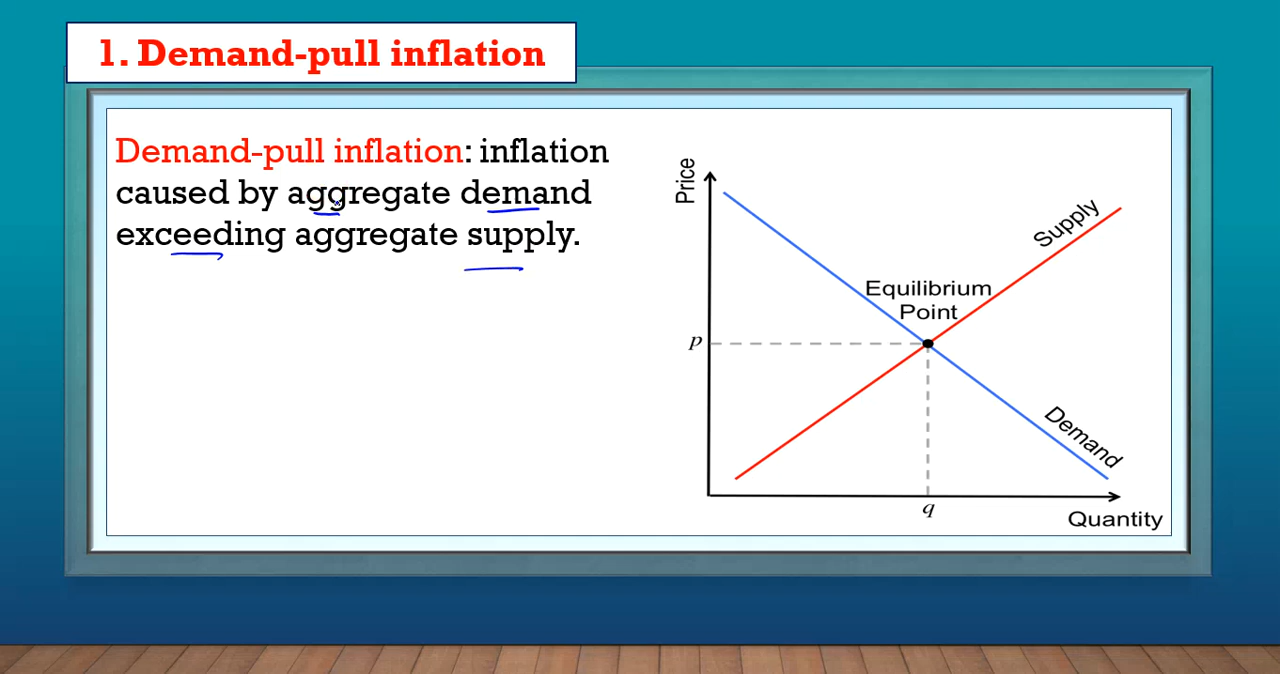 1. Demand-pull inflation
Demand-pull inflation: inflation
caused by aggregate demand
exceeding aggregate supply.
Price
Supply
Equilibrium
Point
p
Demand
q
Quantity